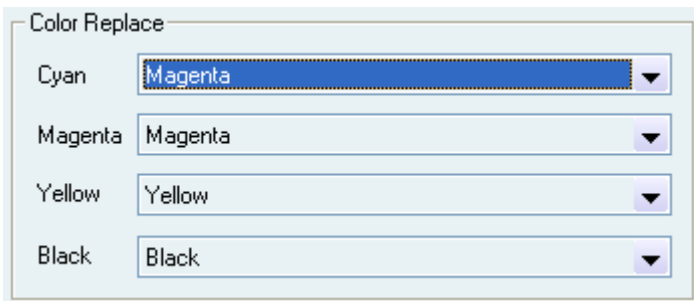 Color Replace
Cyan Magenta
Magenta Magenta
Yellow Yellow
Black Black